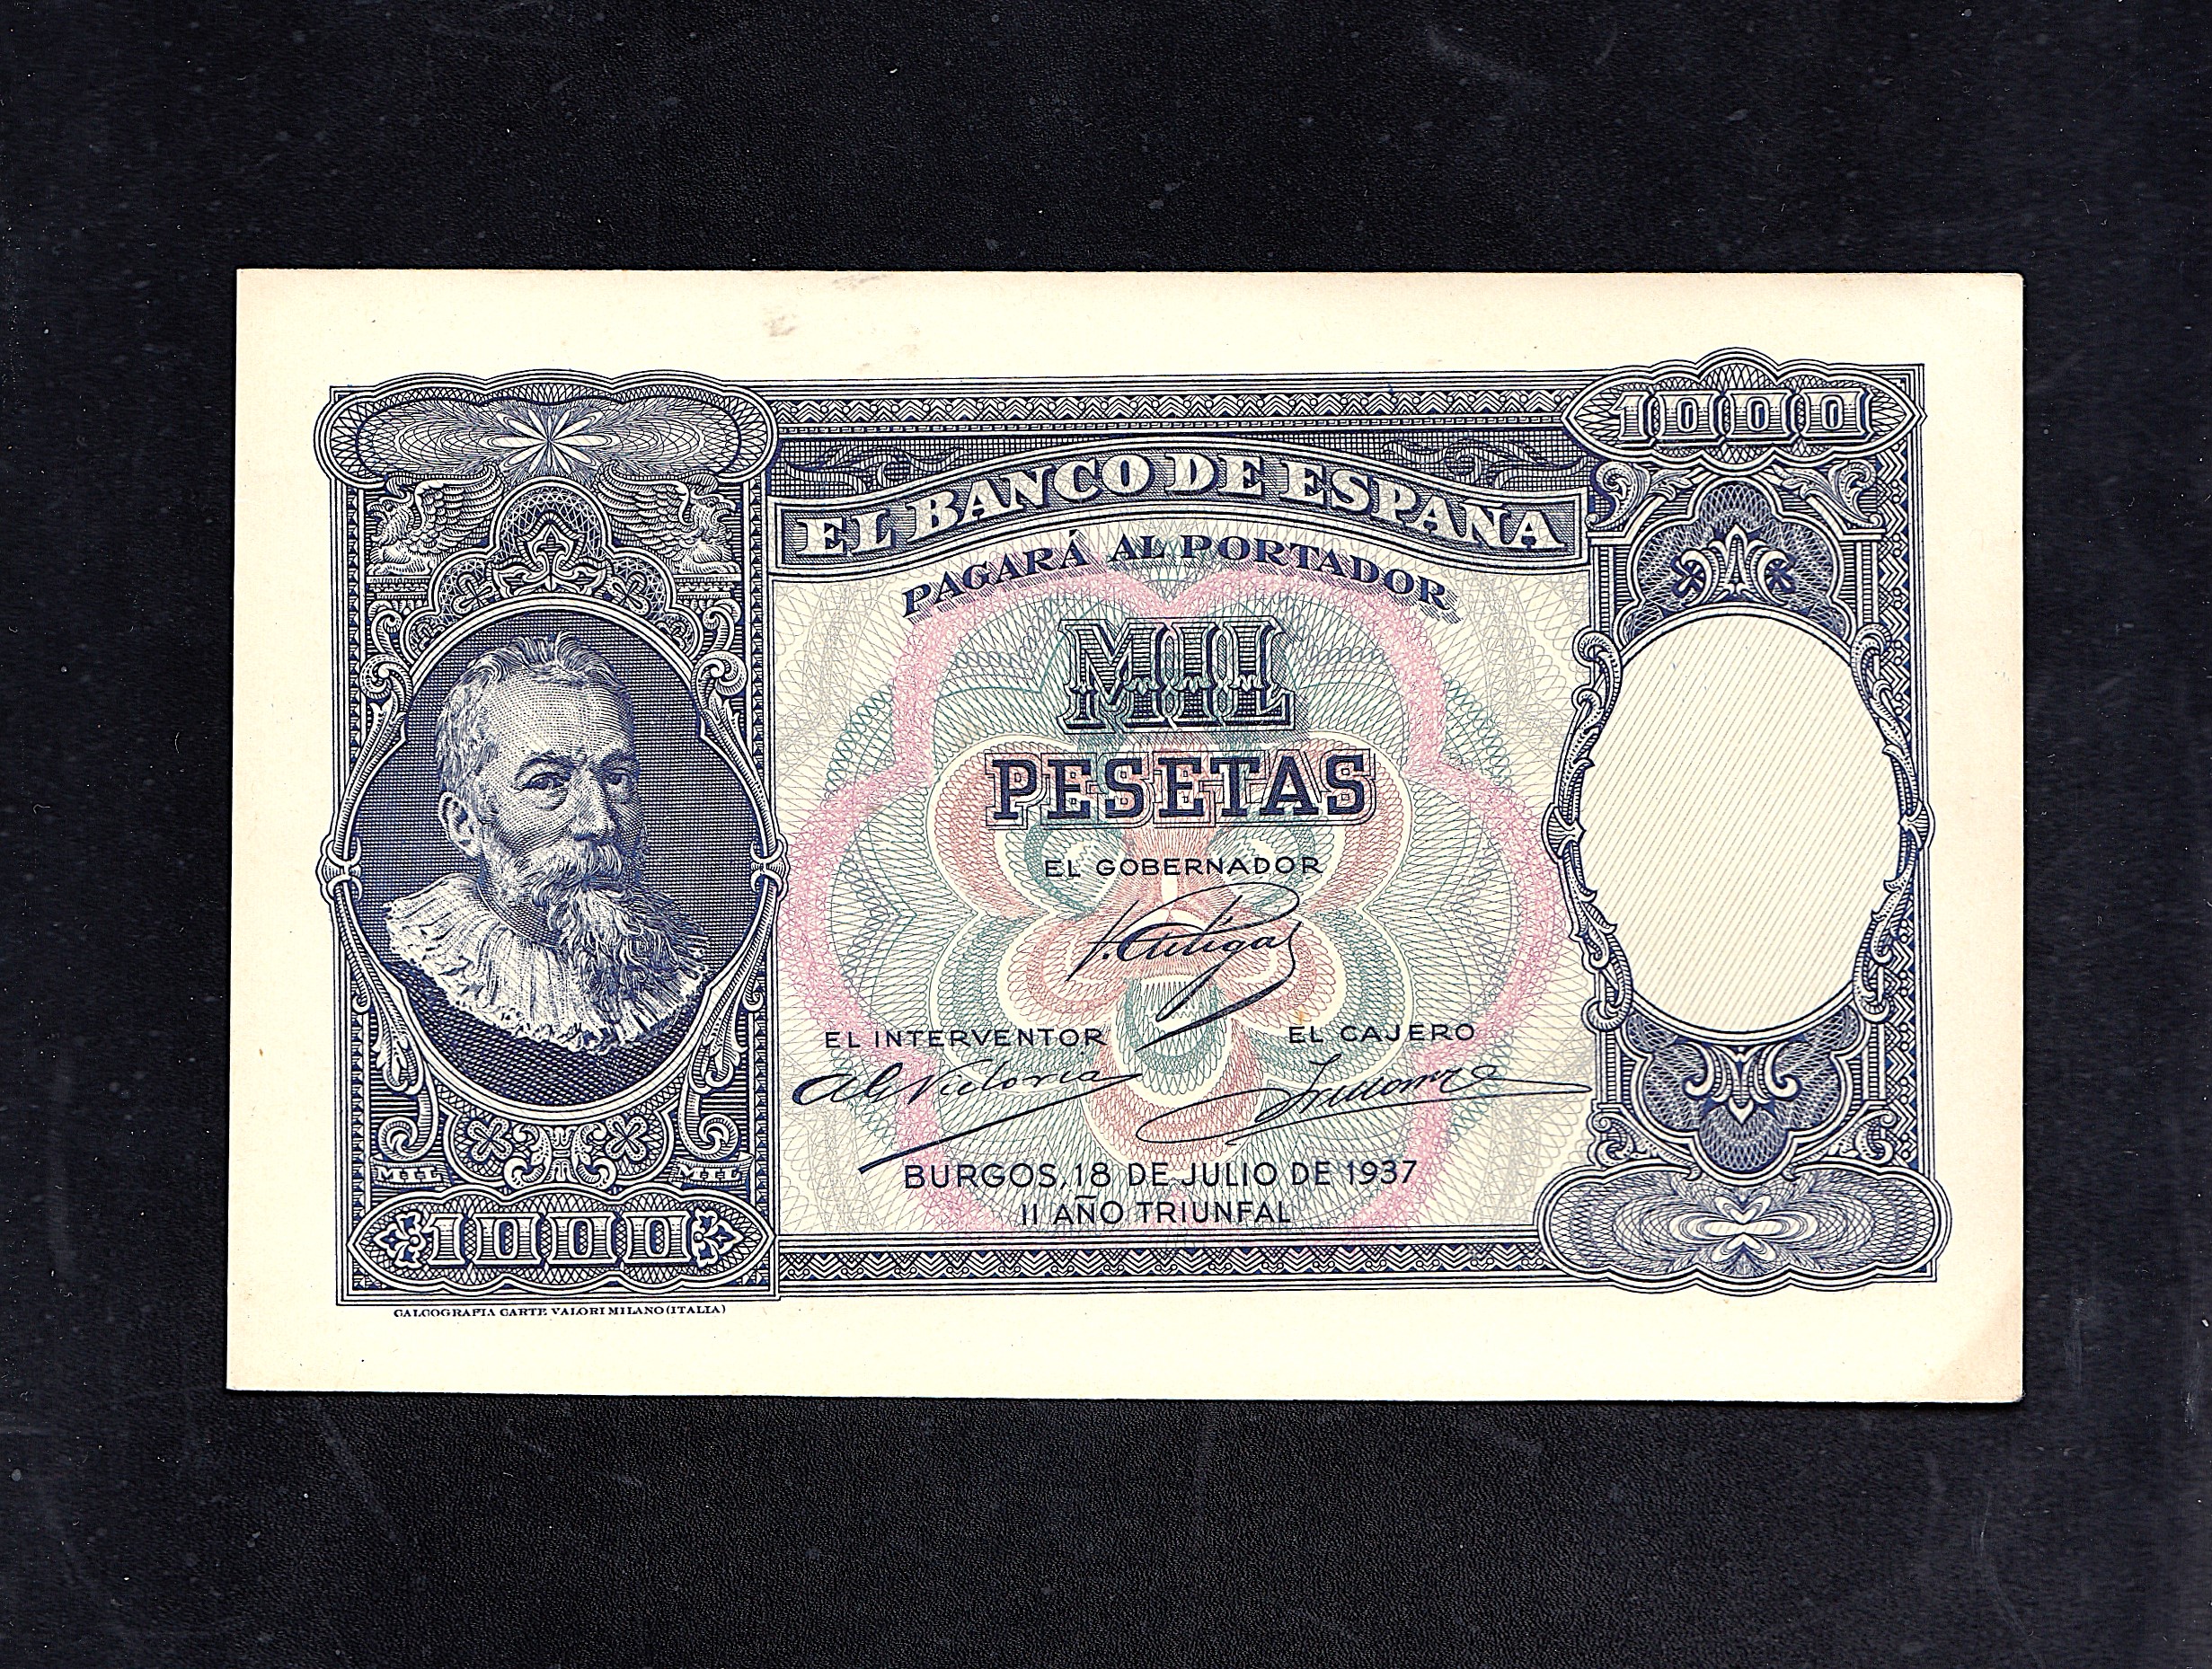 1000
EL BANCO DE ESPAÑA
PAGARÁ AL PORTADOR
MIL
PESETAS
EL GOBERNADOR
EL INTERVENTOR
EL CAJERO
BURGOS, 18 DE JULIO DE 1937
II AÑO TRIUNFAL
MIL
MIL
1000
CALCOGRAFIA CARTE VALORI MILANO (ITALIA)